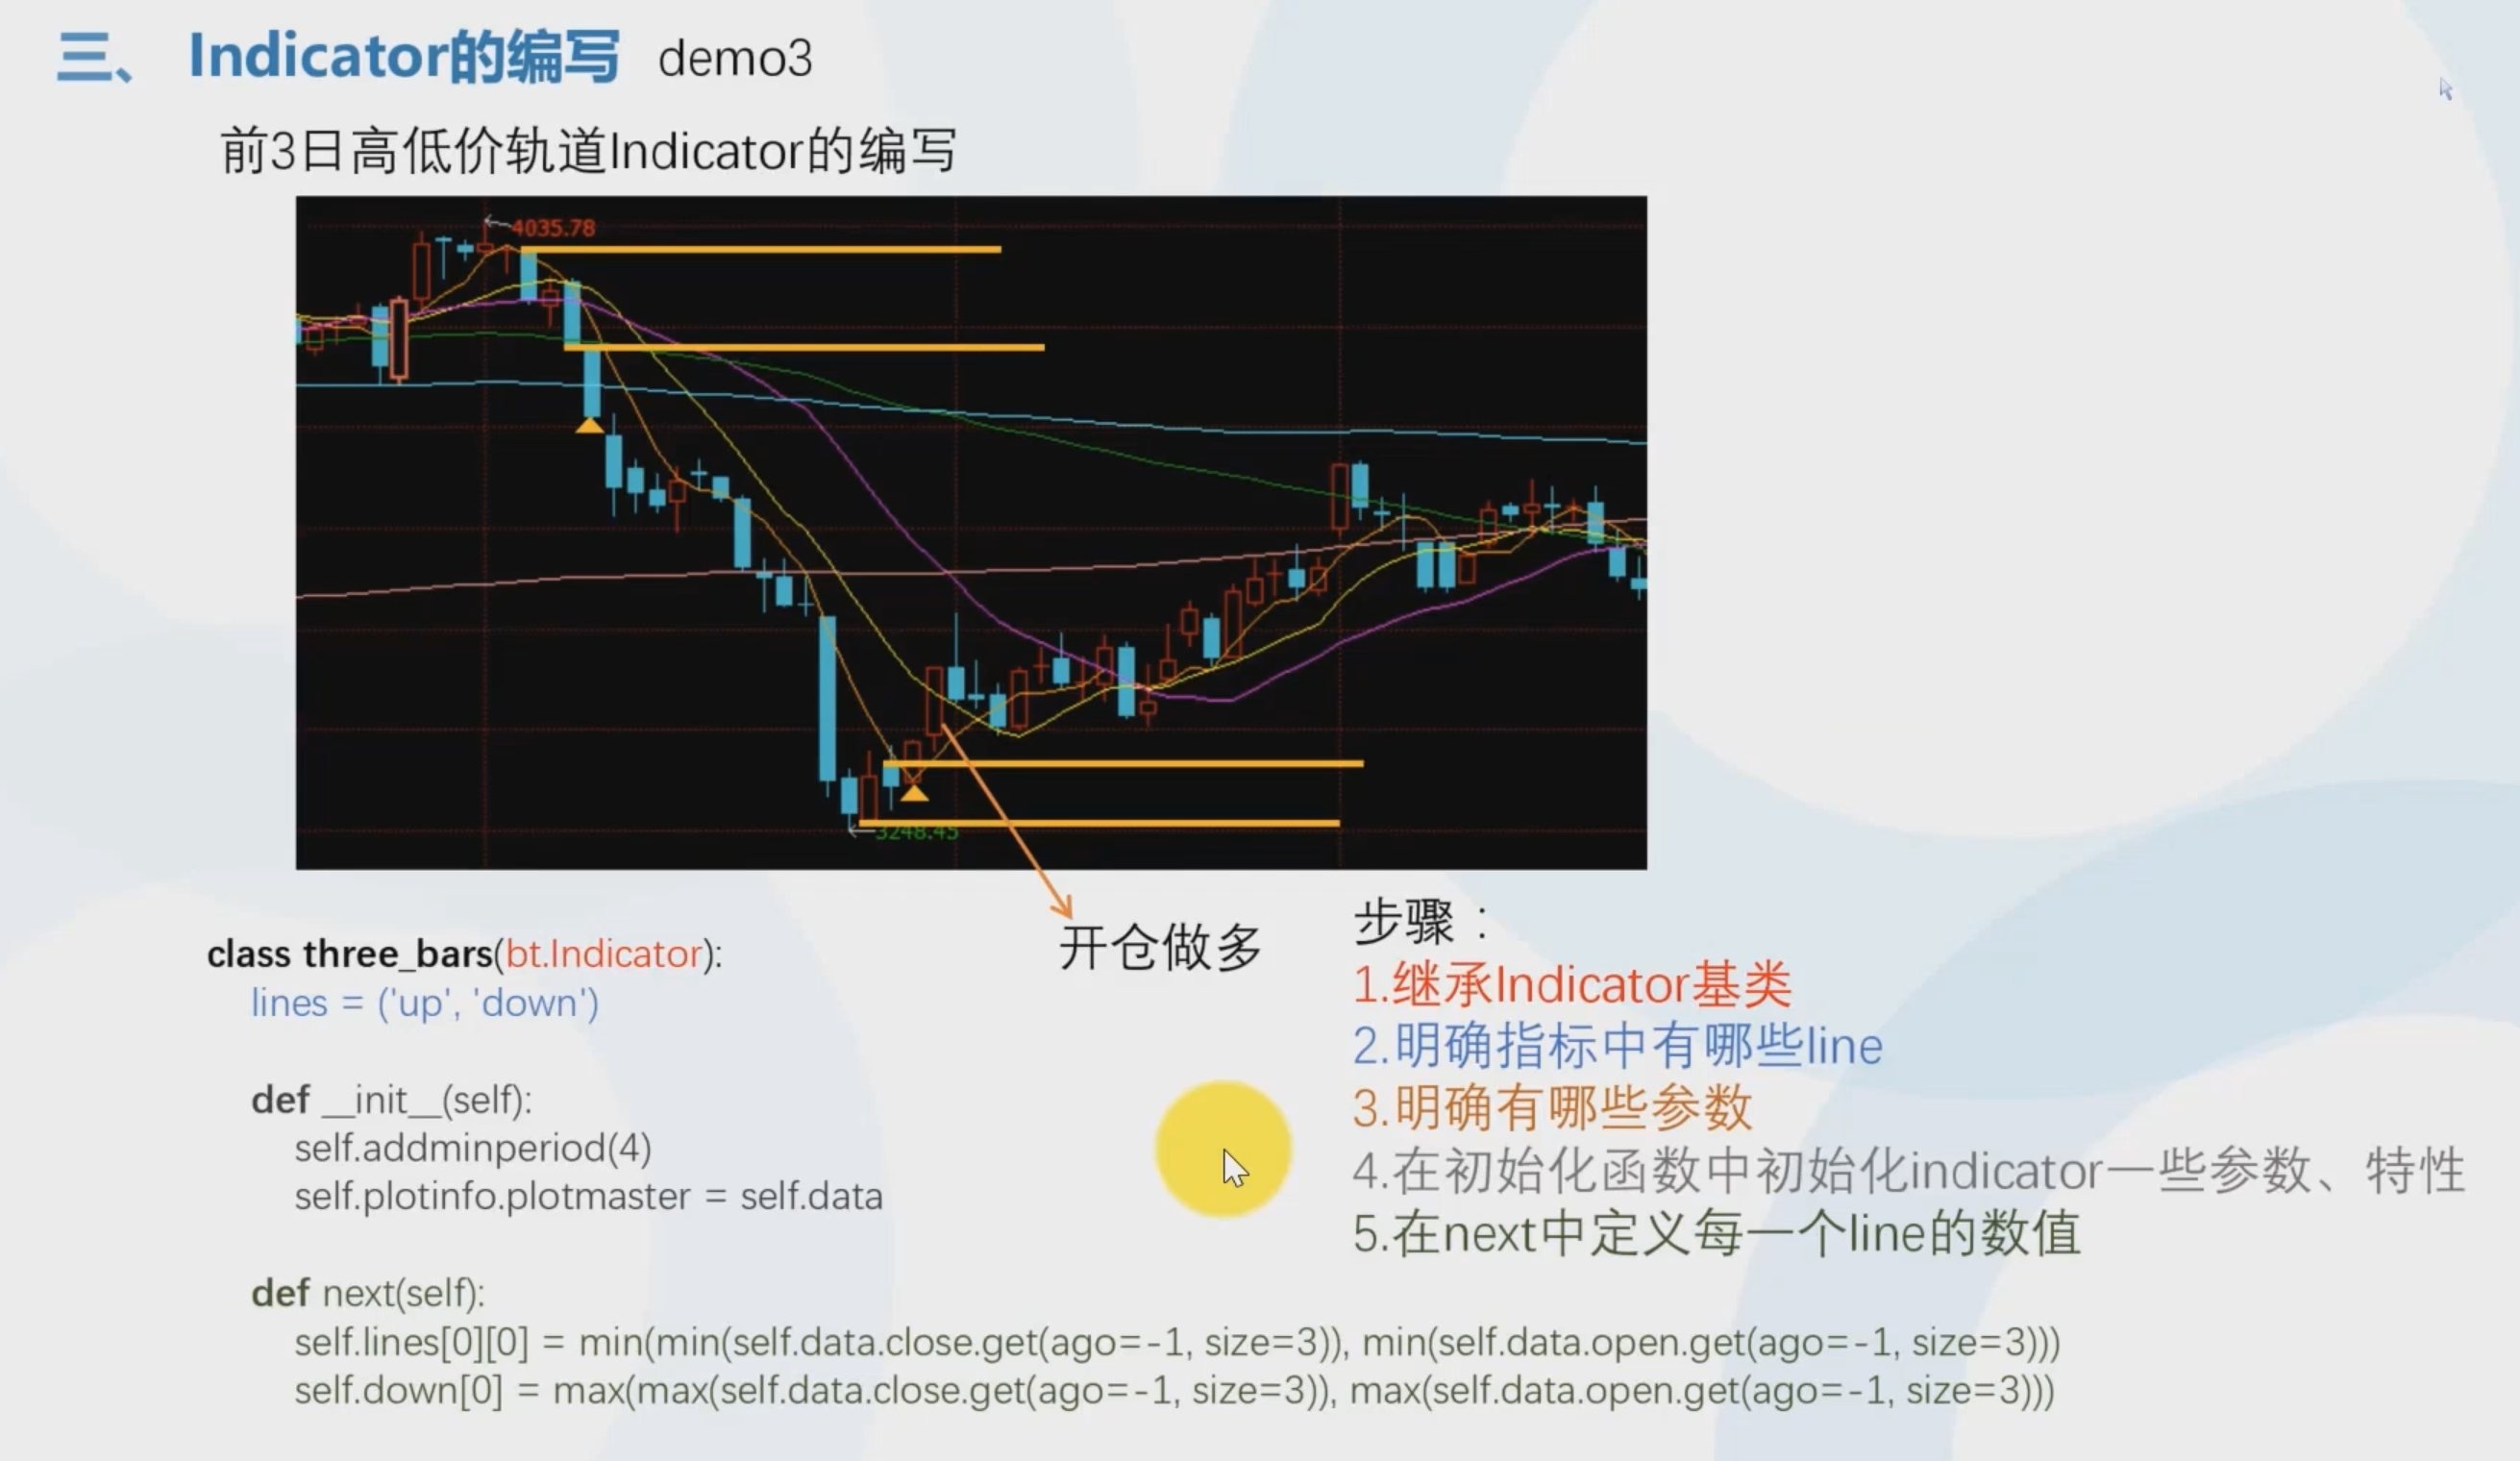 三、 Indicator的编写 demo3
前3日高低价轨道Indicator的编写
4035.78
3248.45
开仓做多
class three_bars(bt.Indicator):
lines = ('up', 'down')
def __init__(self):
self.addminperiod(4)
self.plotinfo.plotmaster = self.data
def next(self):
self.lines[0][0] = min(min(self.data.close.get(ago=-1, size=3)), min(self.data.open.get(ago=-1, size=3)))
self.down[0] = max(max(self.data.close.get(ago=-1, size=3)), max(self.data.open.get(ago=-1, size=3)))
步骤：
1.继承Indicator基类
2.明确指标中有哪些line
3.明确有哪些参数
4.在初始化函数中初始化indicator一些参数、特性
5.在next中定义每一个line的数值